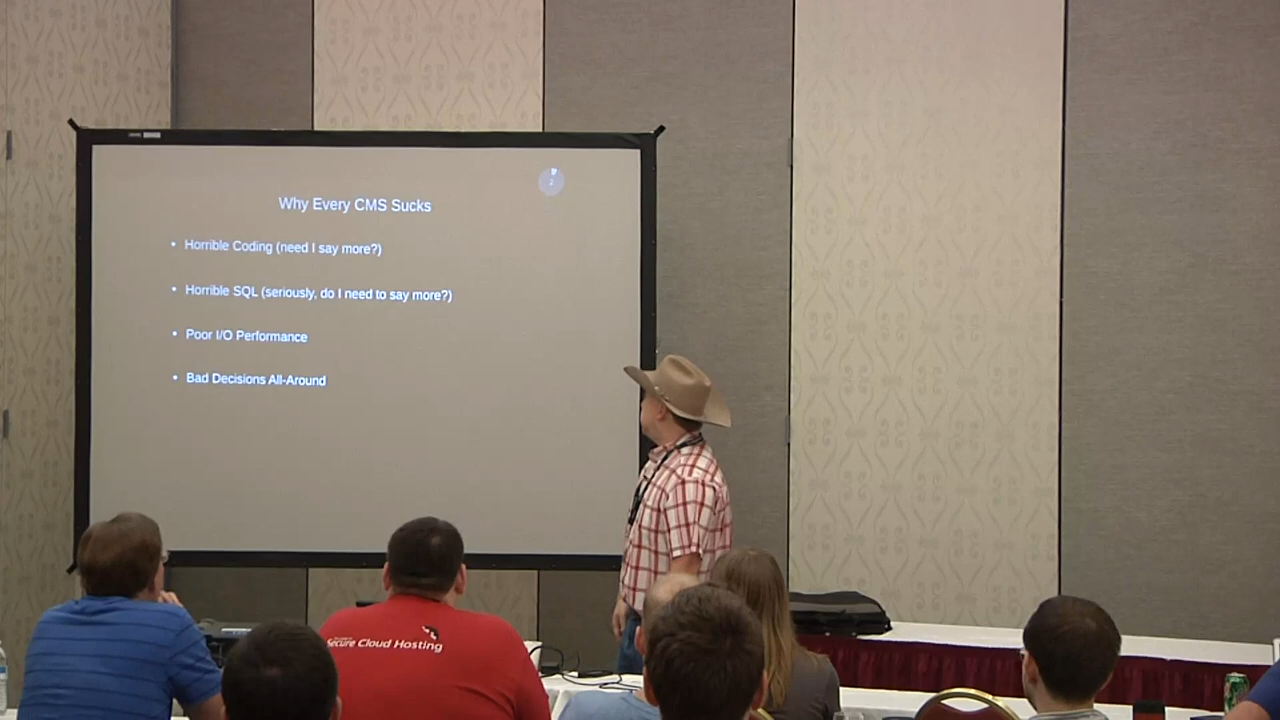 2
Why Every CMS Sucks
• Horrible Coding (need I say more?)
• Horrible SQL (seriously, do I need to say more?)
• Poor I/O Performance
• Bad Decisions All-Around
Secure Cloud Hosting